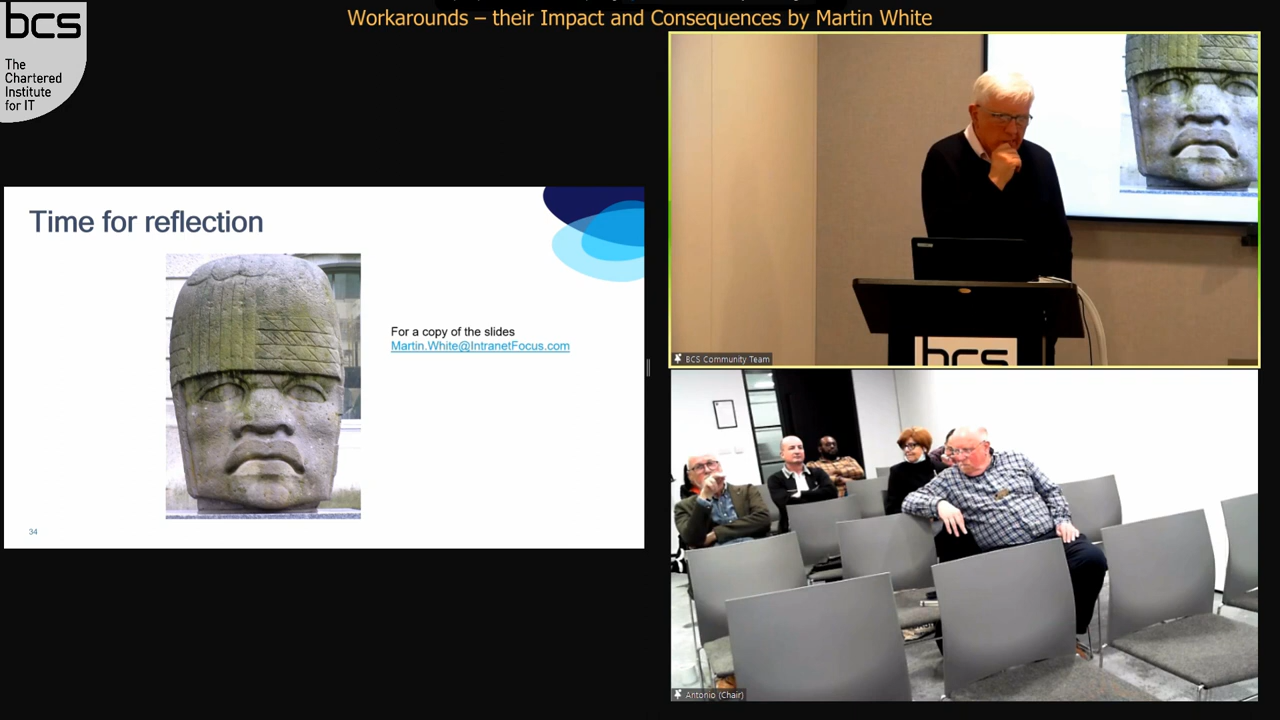 bcs
The
Chartered
Institute
for IT
Workarounds – their Impact and Consequences by Martin White
Time for reflection
For a copy of the slides
Martin.White@IntranetFocus.com
34
bcs
BCS Community Team
Antonio (Chair)